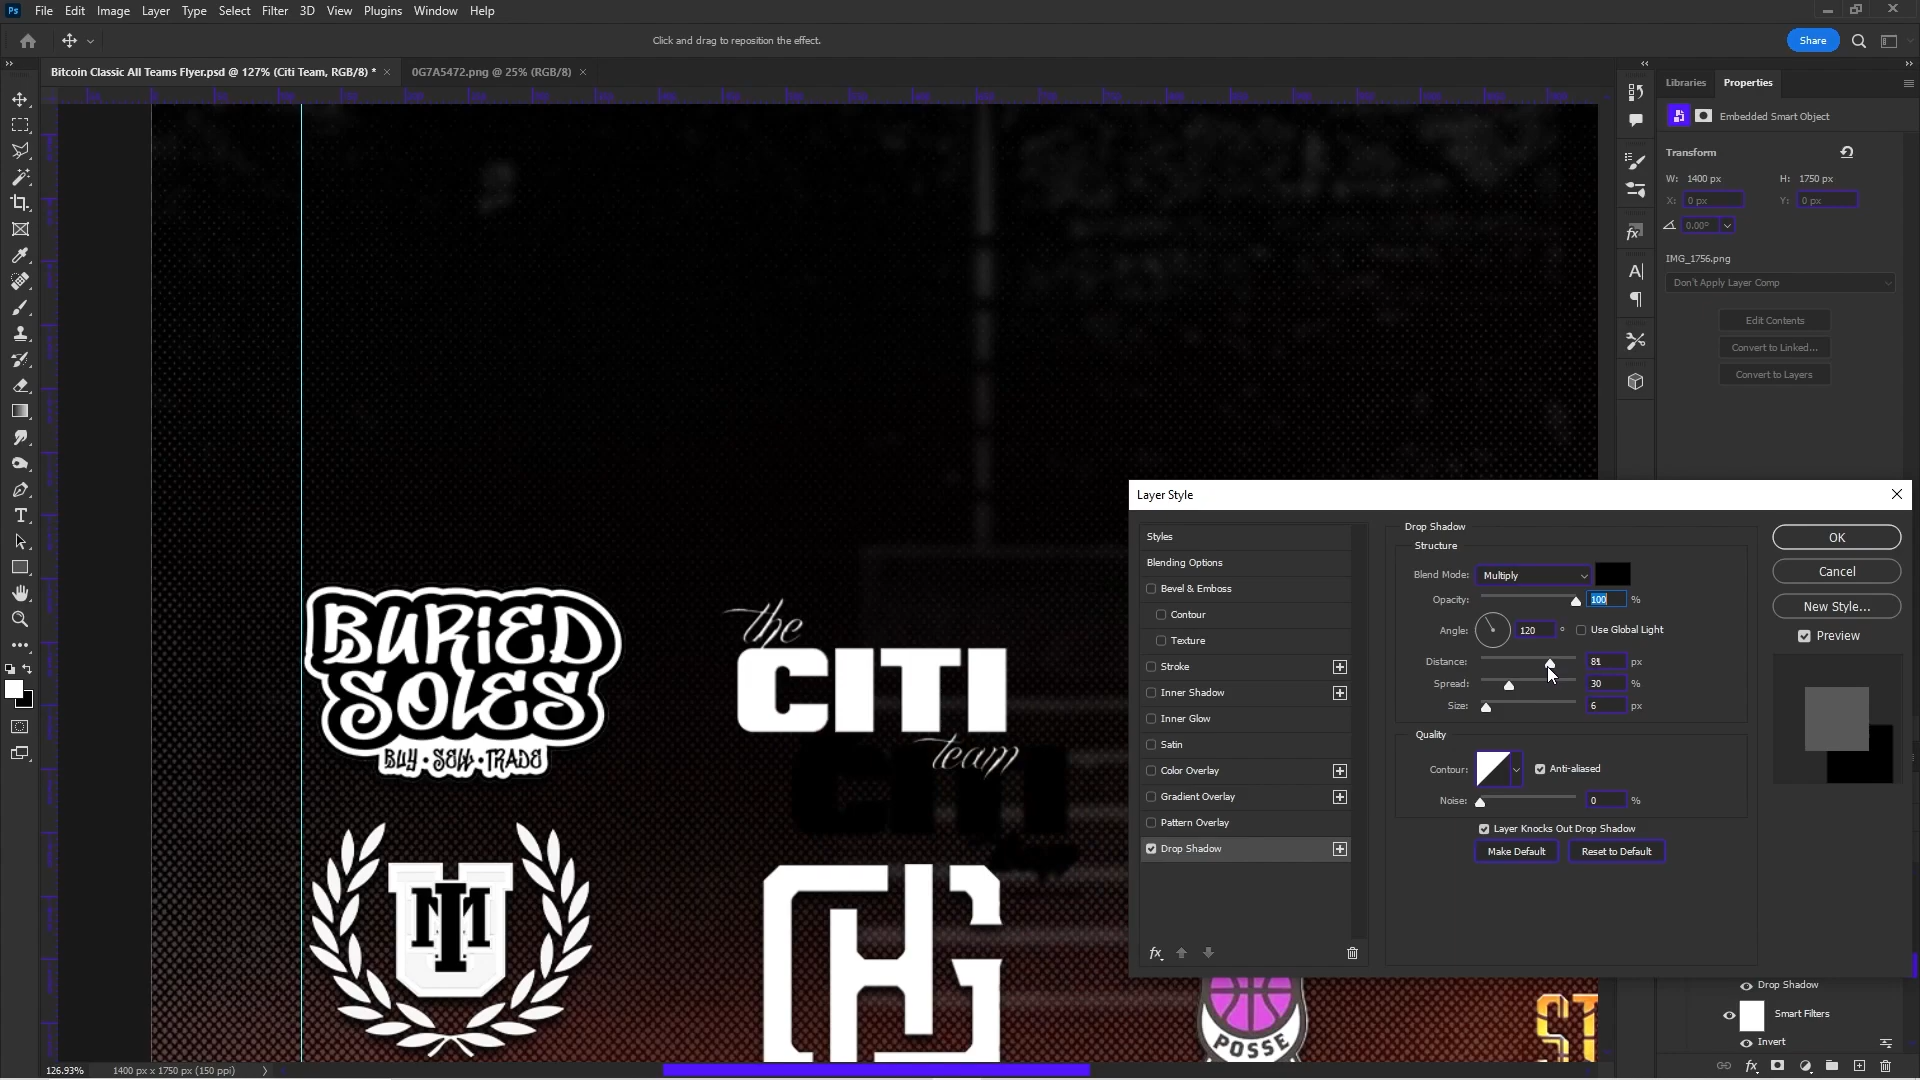 Ps File Edit Image Layer Type Select Filter 3D View Plugins Window Help
Click and drag to reposition the effect.
Share
Bitcoin Classic All Teams Flyer.psd @ 127% (Citi Team, RGB/8) *
0G7A5472.png @ 25% (RGB/8)
Libraries Properties
Embedded Smart Object
Transform
W: 1400 px H: 1750 px
X: 0 px Y: 0 px
0.00°
IMG_1756.png
Don't Apply Layer Comp
Edit Contents
Convert to Linked...
Convert to Layers
Layer Style
Styles
Blending Options
Bevel & Emboss
Contour
Texture
Stroke
Inner Shadow
Inner Glow
Satin
Color Overlay
Gradient Overlay
Pattern Overlay
Drop Shadow
fx
Drop Shadow
Structure
Blend Mode: Multiply
Opacity: 100 %
Angle: 120 ° Use Global Light
Distance: 81 px
Spread: 30 %
Size: 6 px
Quality
Contour: Anti-aliased
Noise: 0 %
Layer Knocks Out Drop Shadow
Make Default Reset to Default
OK
Cancel
New Style...
Preview
BURIED
SOLES
BUY · SELL · TRADE
the
CITI
team
POSSE
ST
Drop Shadow
Smart Filters
Invert
126.93% 1400 px x 1750 px (150 ppi)